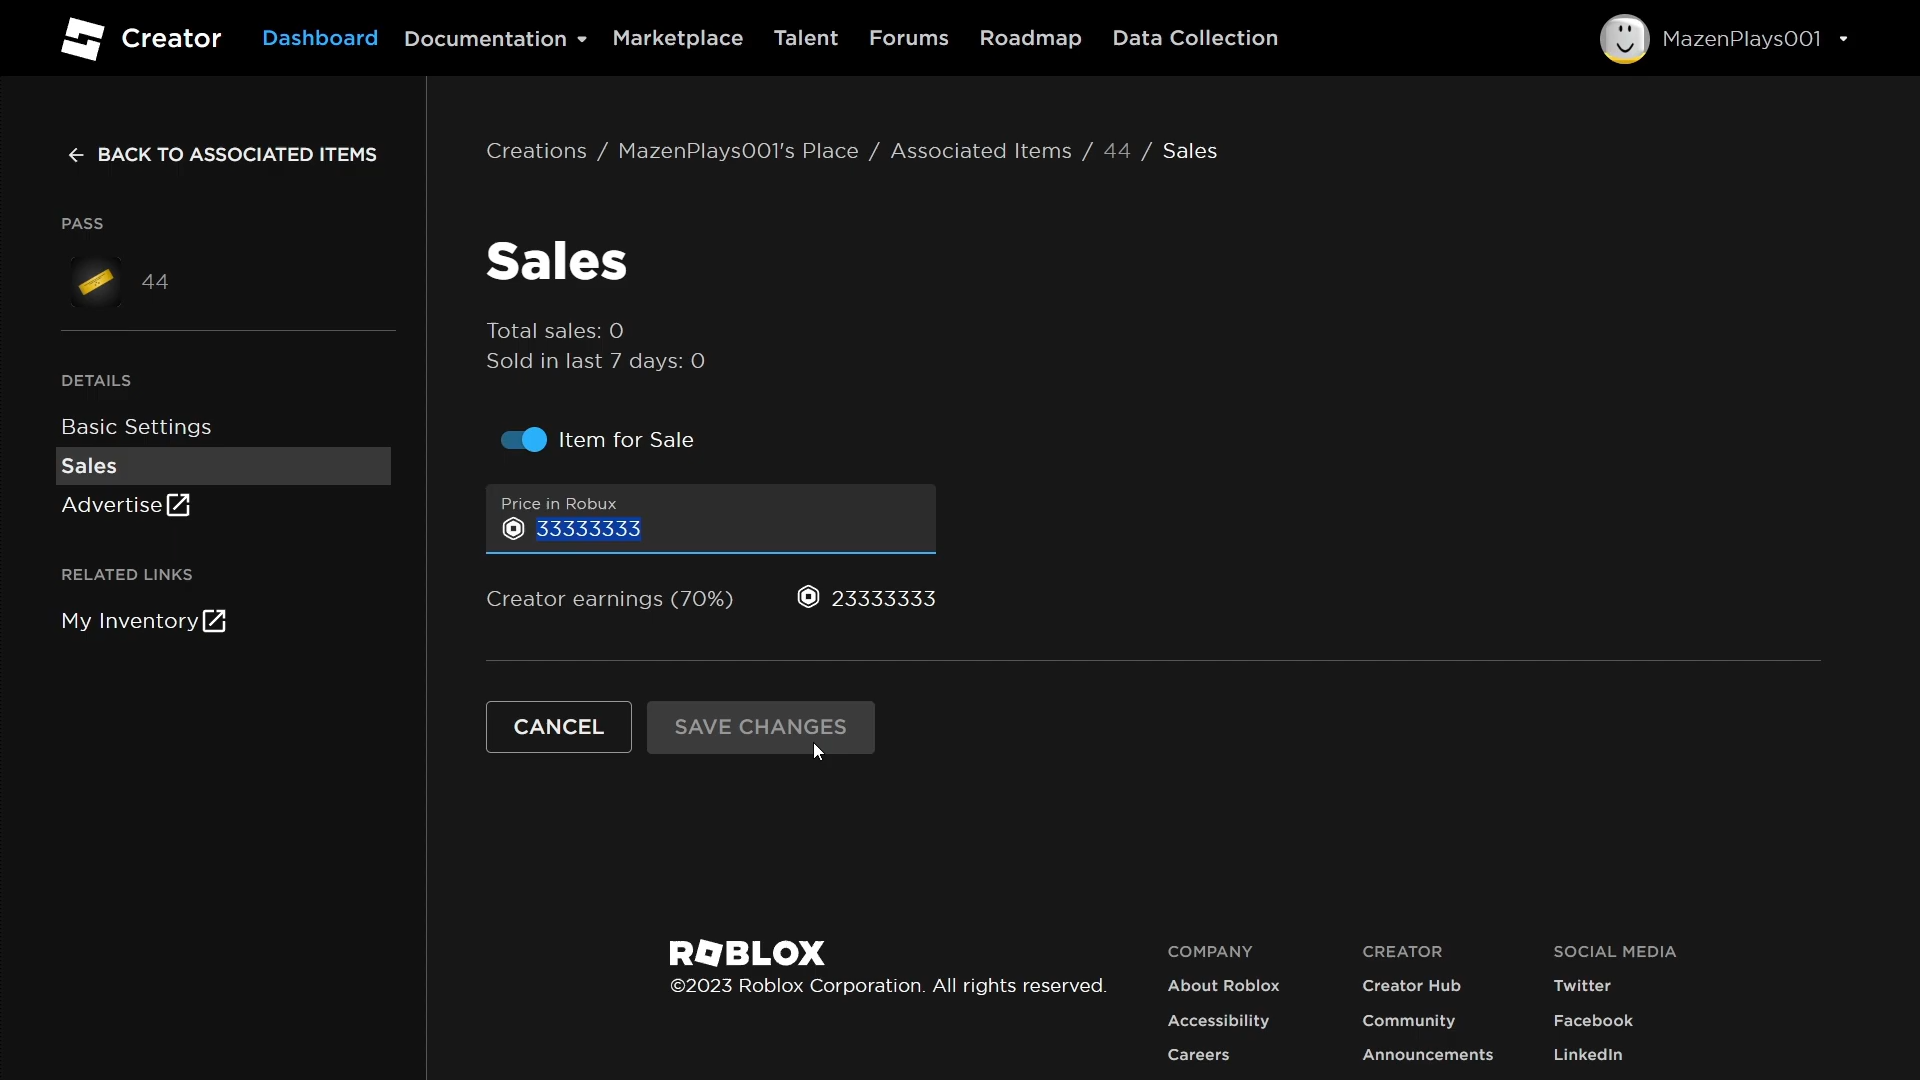 Creator
Dashboard
Documentation
Marketplace
Talent
Forums
Roadmap
Data Collection
MazenPlays001
BACK TO ASSOCIATED ITEMS
PASS
44
DETAILS
Basic Settings
Sales
Advertise
RELATED LINKS
My Inventory
Creations / MazenPlays001's Place / Associated Items / 44 / Sales
Sales
Total sales: 0
Sold in last 7 days: 0
Item for Sale
Price in Robux
33333333
Creator earnings (70%)
23333333
CANCEL
SAVE CHANGES
ROBLOX
©2023 Roblox Corporation. All rights reserved.
COMPANY
About Roblox
Accessibility
Careers
CREATOR
Creator Hub
Community
Announcements
SOCIAL MEDIA
Twitter
Facebook
LinkedIn